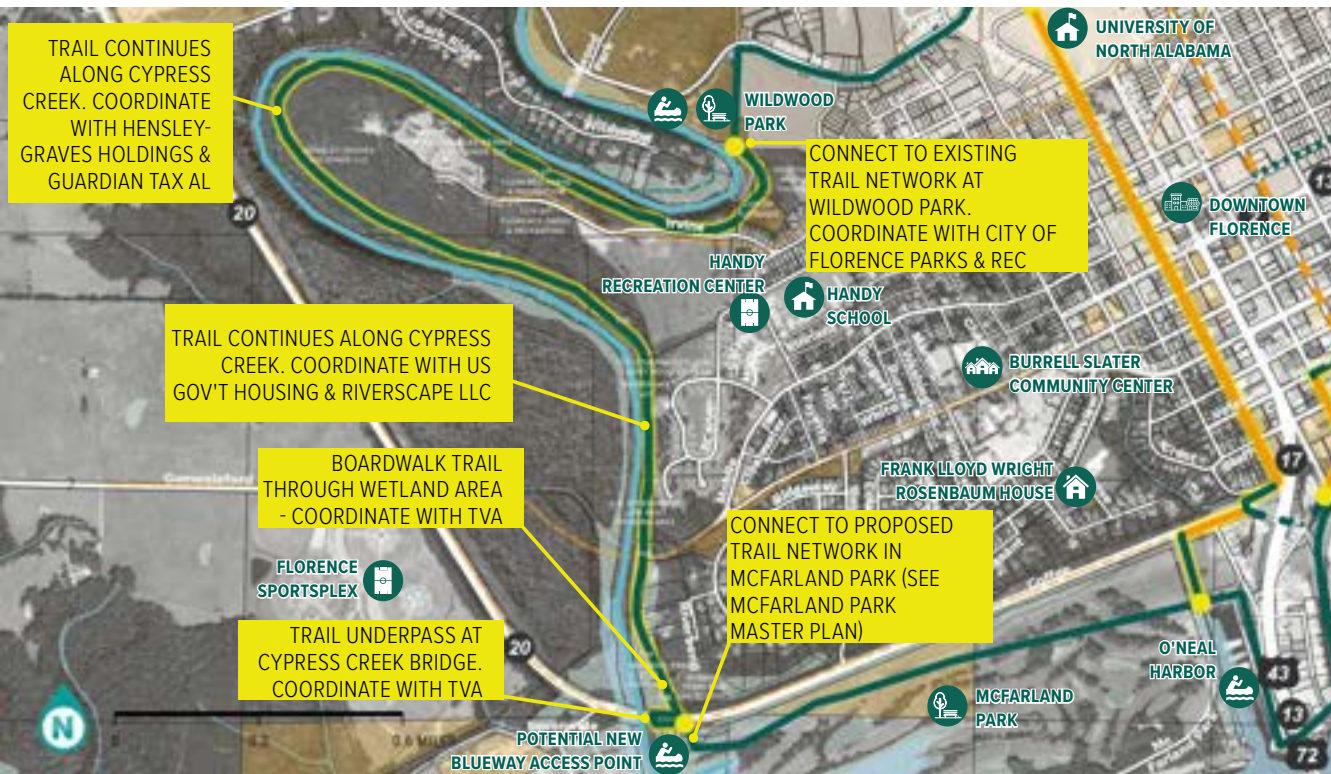 TRAIL CONTINUES
ALONG CYPRESS
CREEK. COORDINATE
WITH HENSLEY-
GRAVES HOLDINGS &
GUARDIAN TAX AL
UNIVERSITY OF
NORTH ALABAMA
WILDWOOD
PARK
CONNECT TO EXISTING
TRAIL NETWORK AT
WILDWOOD PARK.
COORDINATE WITH CITY OF
FLORENCE PARKS & REC
DOWNTOWN
FLORENCE
20
HANDY
RECREATION CENTER
HANDY
SCHOOL
TRAIL CONTINUES ALONG CYPRESS
CREEK. COORDINATE WITH US
GOV'T HOUSING & RIVERSCAPE LLC
BURRELL SLATER
COMMUNITY CENTER
BOARDWALK TRAIL
THROUGH WETLAND AREA
- COORDINATE WITH TVA
FRANK LLOYD WRIGHT
ROSENBAUM HOUSE
17
CONNECT TO PROPOSED
TRAIL NETWORK IN
MCFARLAND PARK (SEE
MCFARLAND PARK
MASTER PLAN)
FLORENCE
SPORTSPLEX
TRAIL UNDERPASS AT
CYPRESS CREEK BRIDGE.
COORDINATE WITH TVA
20
O'NEAL
HARBOR
43
13
72
MCFARLAND
PARK
POTENTIAL NEW
BLUEWAY ACCESS POINT
N
0
0.3
0.6 MILES